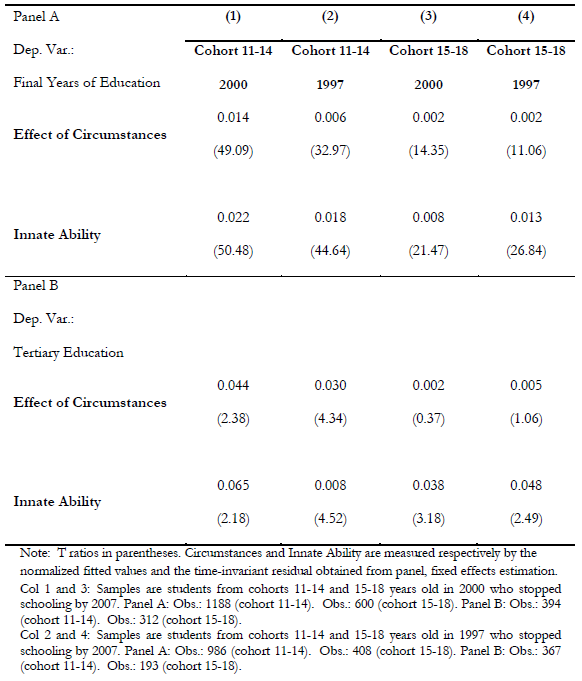 Panel A (1) (2) (3) (4)
Dep. Var.: Cohort 11-14 Cohort 11-14 Cohort 15-18 Cohort 15-18
Final Years of Education 2000 1997 2000 1997
0.014 0.006 0.002 0.002
Effect of Circumstances
(49.09) (32.97) (14.35) (11.06)
0.022 0.018 0.008 0.013
Innate Ability
(50.48) (44.64) (21.47) (26.84)
Panel B
Dep. Var.:
Tertiary Education
0.044 0.030 0.002 0.005
Effect of Circumstances
(2.38) (4.34) (0.37) (1.06)
0.065 0.008 0.038 0.048
Innate Ability
(2.18) (4.52) (3.18) (2.49)
Note: T ratios in parentheses. Circumstances and Innate Ability are measured respectively by the
normalized fitted values and the time-invariant residual obtained from panel, fixed effects estimation.
Col 1 and 3: Samples are students from cohorts 11-14 and 15-18 years old in 2000 who stopped
schooling by 2007. Panel A: Obs.: 1188 (cohort 11-14). Obs.: 600 (cohort 15-18). Panel B: Obs.: 394
(cohort 11-14). Obs.: 312 (cohort 15-18).
Col 2 and 4: Samples are students from cohorts 11-14 and 15-18 years old in 1997 who stopped
schooling by 2007. Panel A: Obs.: 986 (cohort 11-14). Obs.: 408 (cohort 15-18). Panel B: Obs.: 367
(cohort 11-14). Obs.: 193 (cohort 15-18).